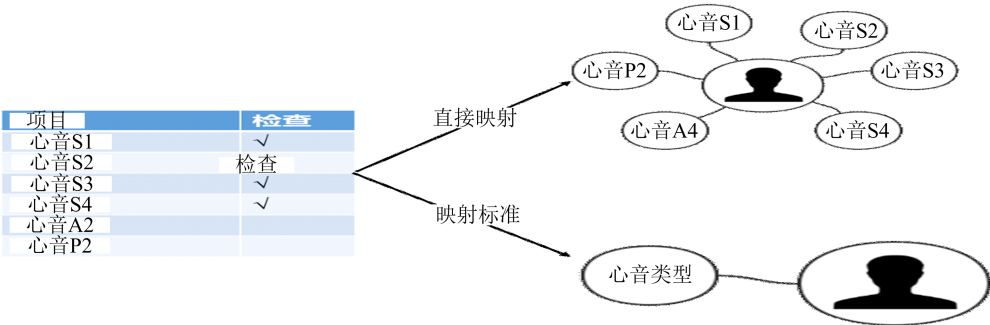 项目 检查
心音S1 √
心音S2 检查
心音S3 √
心音S4 √
心音A2
心音P2
直接映射
映射标准
心音S1
心音S2
心音P2
心音S3
心音A4
心音S4
心音类型